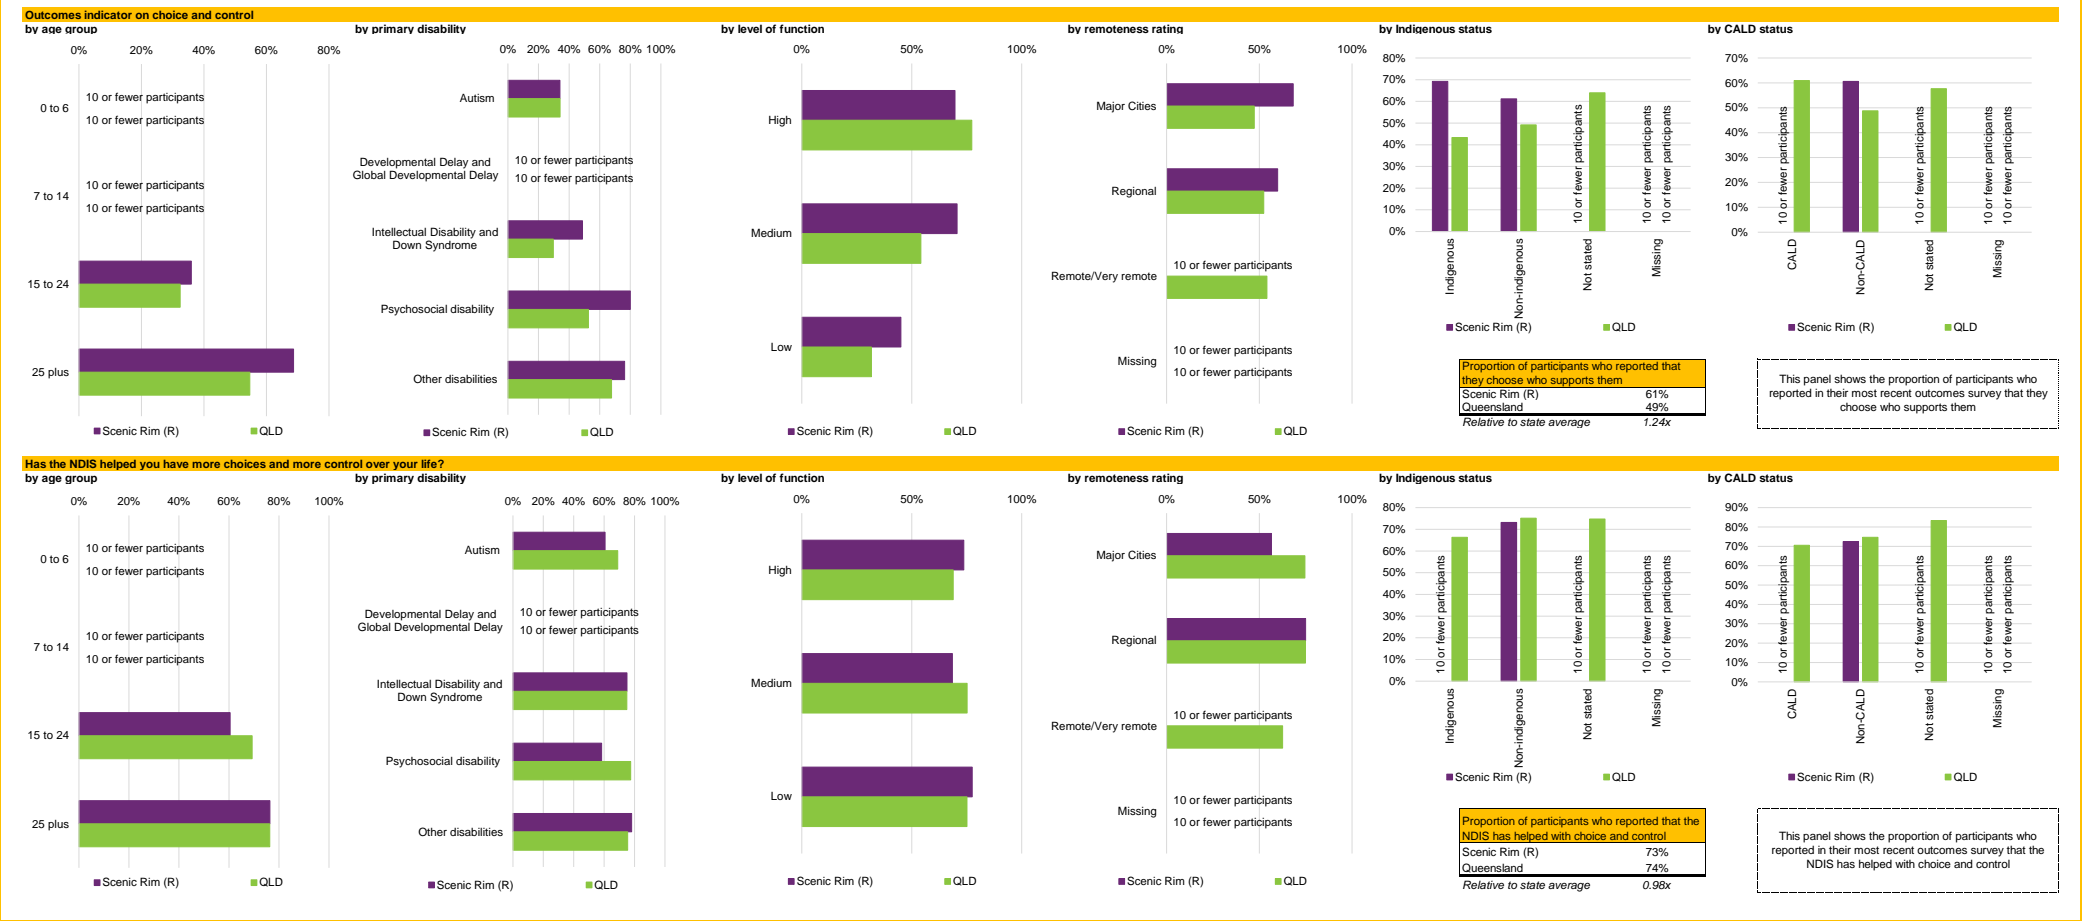 Outcomes indicator on choice and control
by age group
0%
20%
40%
60%
80%
0 to 6
10 or fewer participants
10 or fewer participants
7 to 14
10 or fewer participants
10 or fewer participants
15 to 24
25 plus
Scenic Rim (R)
QLD
by primary disability
0%
20%
40%
60%
80%
100%
Autism
Developmental Delay and
Global Developmental Delay
10 or fewer participants
10 or fewer participants
Intellectual Disability and
Down Syndrome
Psychosocial disability
Other disabilities
Scenic Rim (R)
QLD
by level of function
0%
50%
100%
High
Medium
Low
Scenic Rim (R)
QLD
by remoteness rating
0%
50%
100%
Major Cities
Regional
Remote/Very remote
10 or fewer participants
Missing
10 or fewer participants
10 or fewer participants
Scenic Rim (R)
QLD
by Indigenous status
80%
70%
60%
50%
40%
30%
20%
10%
0%
10 or fewer participants
10 or fewer participants
10 or fewer participants
Indigenous
Non-indigenous
Not stated
Missing
Scenic Rim (R)
QLD
by CALD status
70%
60%
50%
40%
30%
20%
10%
0%
10 or fewer participants
10 or fewer participants
10 or fewer participants
10 or fewer participants
CALD
Non-CALD
Not stated
Missing
Scenic Rim (R)
QLD
Proportion of participants who reported that
they choose who supports them
Scenic Rim (R) 61%
Queensland 49%
Relative to state average 1.24x
This panel shows the proportion of participants who
reported in their most recent outcomes survey that they
choose who supports them
Has the NDIS helped you have more choices and more control over your life?
by age group
0%
20%
40%
60%
80%
100%
0 to 6
10 or fewer participants
10 or fewer participants
7 to 14
10 or fewer participants
10 or fewer participants
15 to 24
25 plus
Scenic Rim (R)
QLD
by primary disability
0%
20%
40%
60%
80%
100%
Autism
Developmental Delay and
Global Developmental Delay
10 or fewer participants
10 or fewer participants
Intellectual Disability and
Down Syndrome
Psychosocial disability
Other disabilities
Scenic Rim (R)
QLD
by level of function
0%
50%
100%
High
Medium
Low
Scenic Rim (R)
QLD
by remoteness rating
0%
50%
100%
Major Cities
Regional
Remote/Very remote
10 or fewer participants
Missing
10 or fewer participants
10 or fewer participants
Scenic Rim (R)
QLD
by Indigenous status
80%
70%
60%
50%
40%
30%
20%
10%
0%
10 or fewer participants
10 or fewer participants
10 or fewer participants
10 or fewer participants
Indigenous
Non-indigenous
Not stated
Missing
Scenic Rim (R)
QLD
by CALD status
90%
80%
70%
60%
50%
40%
30%
20%
10%
0%
10 or fewer participants
10 or fewer participants
10 or fewer participants
10 or fewer participants
CALD
Non-CALD
Not stated
Missing
Scenic Rim (R)
QLD
Proportion of participants who reported that the
NDIS has helped with choice and control
Scenic Rim (R) 73%
Queensland 74%
Relative to state average 0.98x
This panel shows the proportion of participants who
reported in their most recent outcomes survey that the
NDIS has helped with choice and control